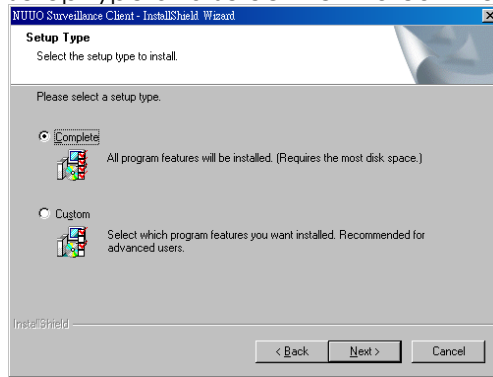 NUUO Surveillance Client - InstallShield Wizard
Setup Type
Select the setup type to install.
Please select a setup type.
Complete
All program features will be installed. (Requires the most disk space.)
Custom
Select which program features you want installed. Recommended for
advanced users.
InstallShield
< Back
Next >
Cancel